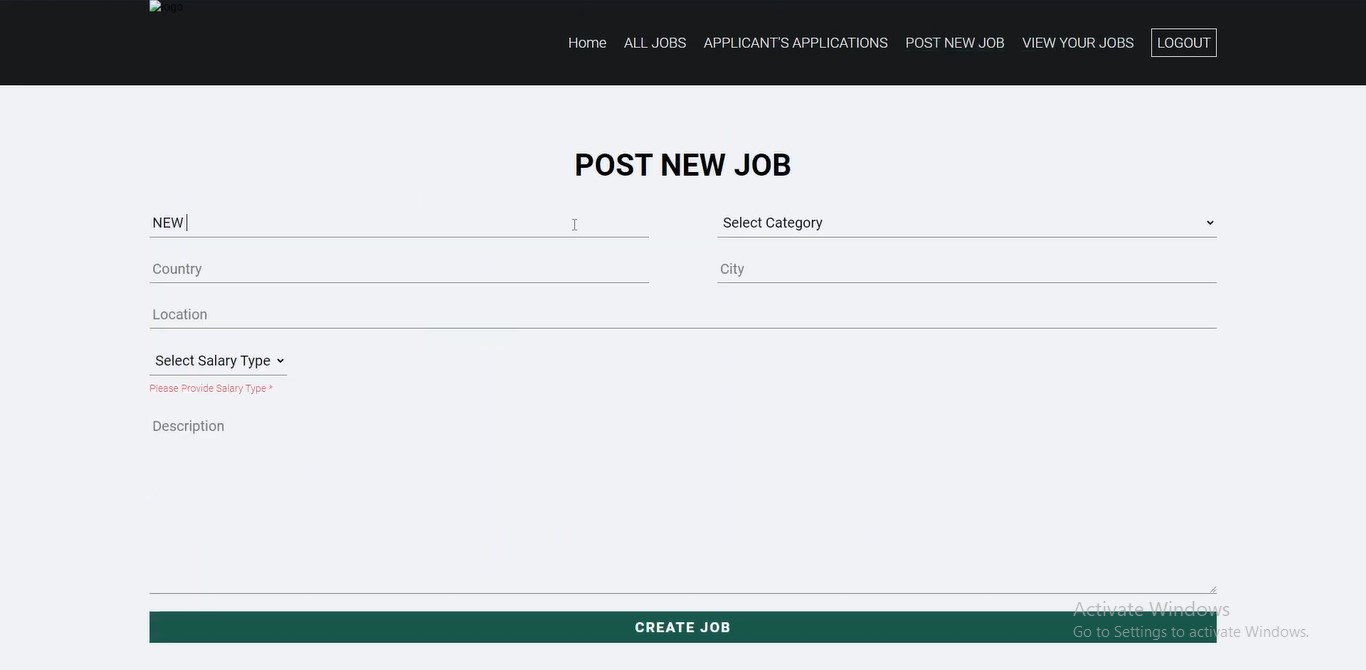 logo
Home ALL JOBS APPLICANT'S APPLICATIONS POST NEW JOB VIEW YOUR JOBS LOGOUT
POST NEW JOB
NEW Select Category
Country City
Location
Select Salary Type
Please Provide Salary Type *
Description
Activate Windows
CREATE JOB
Go to Settings to activate Windows.